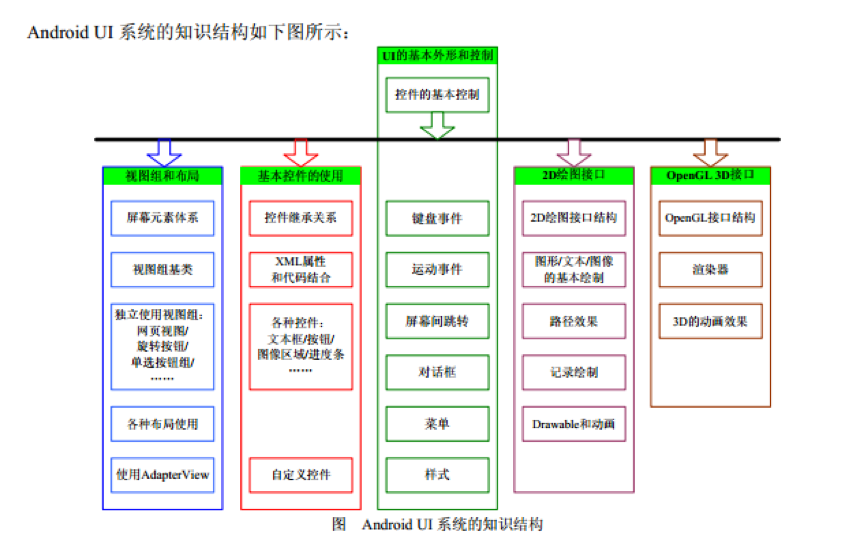 Android UI 系统的知识结构如下图所示：
UI的基本外形和控制
控件的基本控制
键盘事件
运动事件
屏幕间跳转
对话框
菜单
样式
视图组和布局
屏幕元素体系
视图组基类
独立使用视图组：
网页视图/
旋转按钮/
单选按钮组/
……
各种布局使用
使用AdapterView
基本控件的使用
控件继承关系
XML属性
和代码结合
各种控件：
文本框/按钮/
图像区域/进度条
……
自定义控件
2D绘图接口
2D绘图接口结构
图形/文本/图像
的基本绘制
路径效果
记录绘制
Drawable和动画
OpenGL 3D接口
OpenGL接口结构
渲染器
3D的动画效果
图 Android UI 系统的知识结构